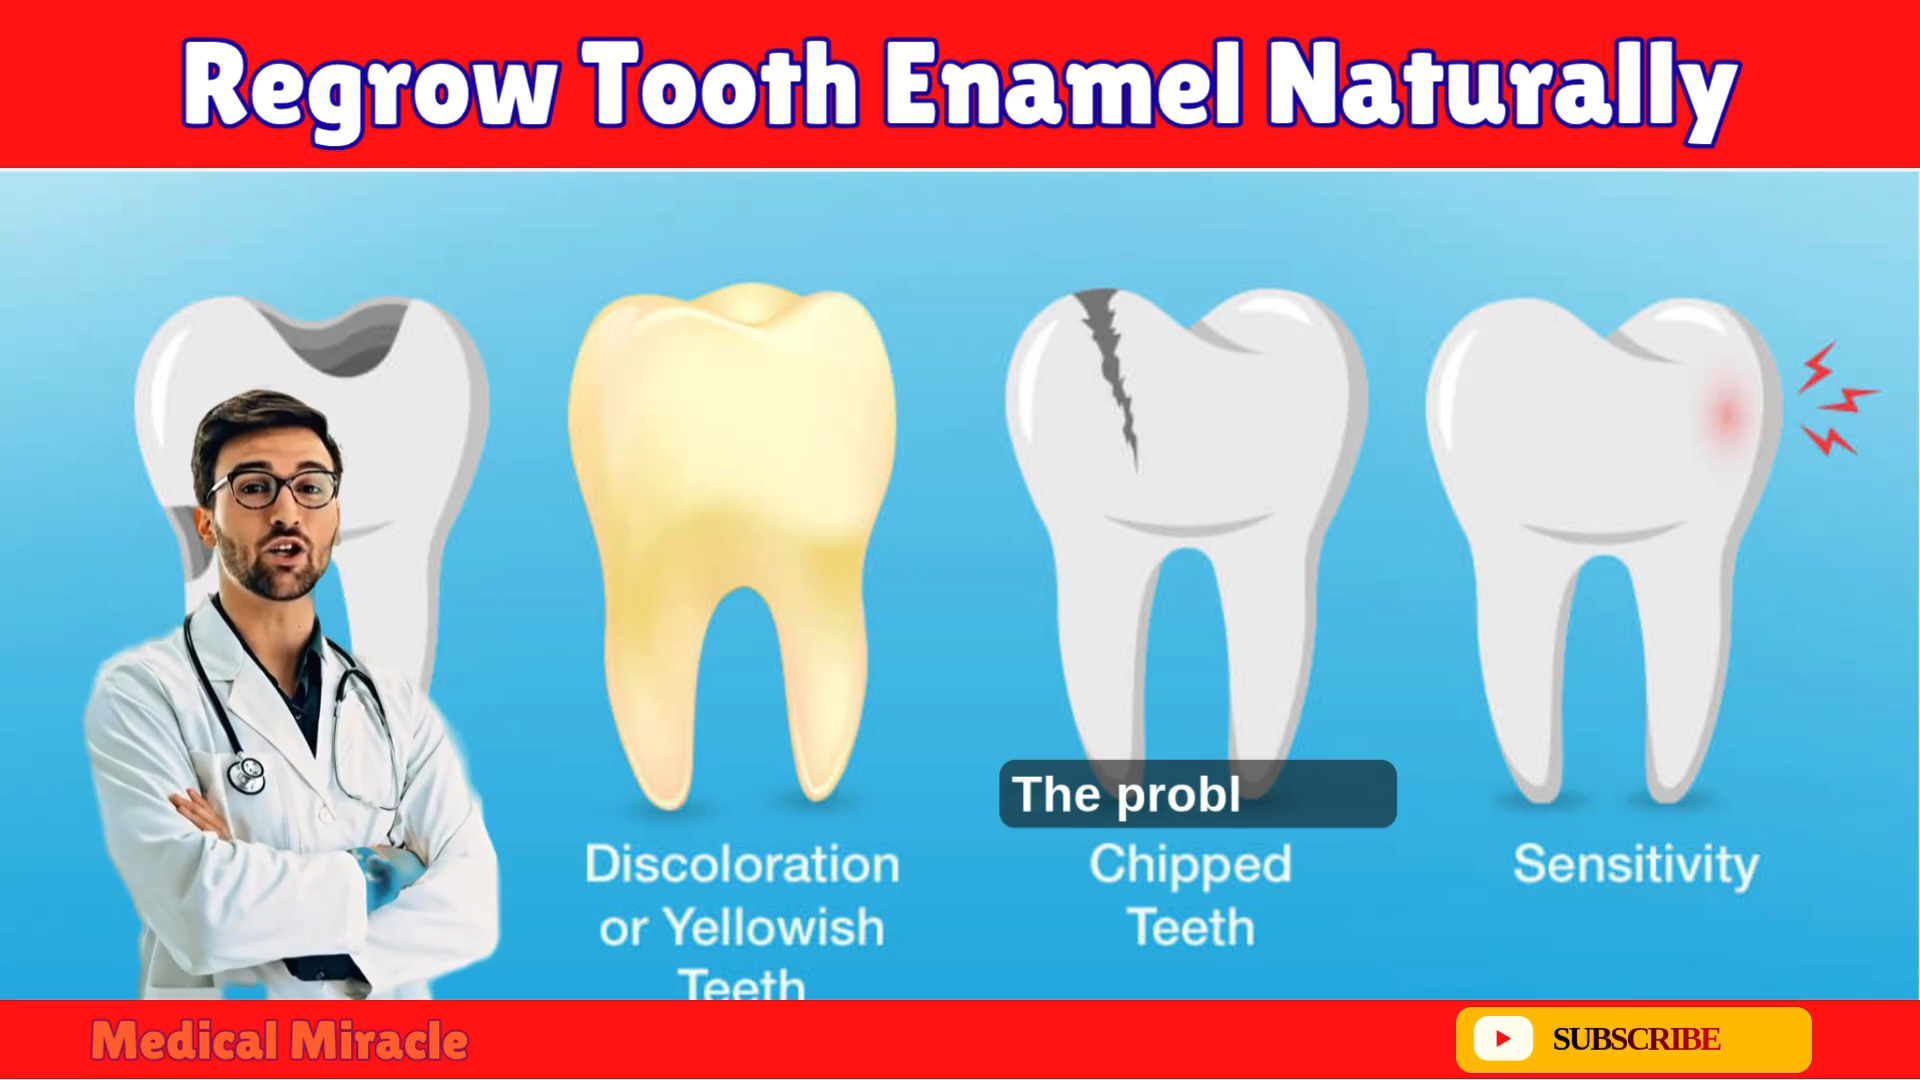 Regrow Tooth Enamel Naturally
The probl
Discoloration
or Yellowish
Teeth
Chipped
Teeth
Sensitivity
Medical Miracle
SUBSCRIBE